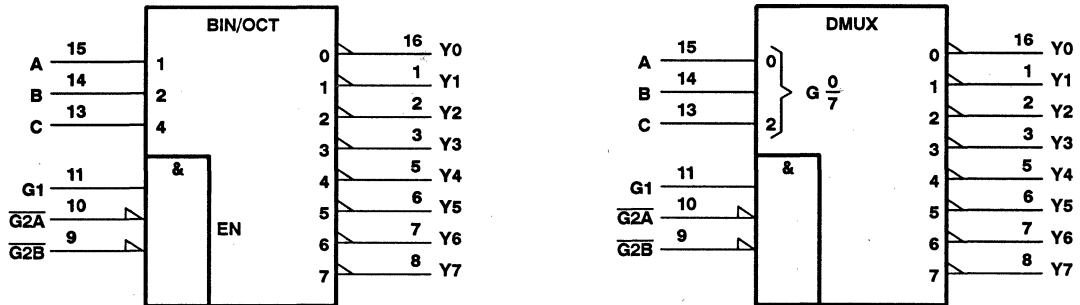 BIN/OCT
A 15 1
B 14 2
C 13 4
&
G1 11
G2A 10
G2B 9
EN
0 16 Y0
1 1 Y1
2 2 Y2
3 3 Y3
4 5 Y4
5 6 Y5
6 7 Y6
7 8 Y7
DMUX
A 15 0
B 14
C 13 2
G 0/7
&
G1 11
G2A 10
G2B 9
0 16 Y0
1 1 Y1
2 2 Y2
3 3 Y3
4 5 Y4
5 6 Y5
6 7 Y6
7 8 Y7